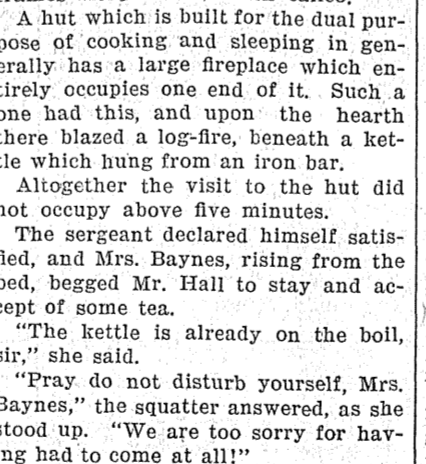 A hut which is built for the dual pur-
pose of cooking and sleeping in gen-
erally has a large fireplace which en-
tirely occupies one end of it. Such a
one had this, and upon the hearth
there blazed a log-fire, beneath a ket-
tle which hung from an iron bar.
Altogether the visit to the hut did
not occupy above five minutes.
The sergeant declared himself satis-
fied, and Mrs. Baynes, rising from the
bed, begged Mr. Hall to stay and ac-
cept of some tea.
"The kettle is already on the boil,
sir," she said.
"Pray do not disturb yourself, Mrs.
Baynes," the squatter answered, as she
stood up. "We are too sorry for hav-
ing had to come at all!"